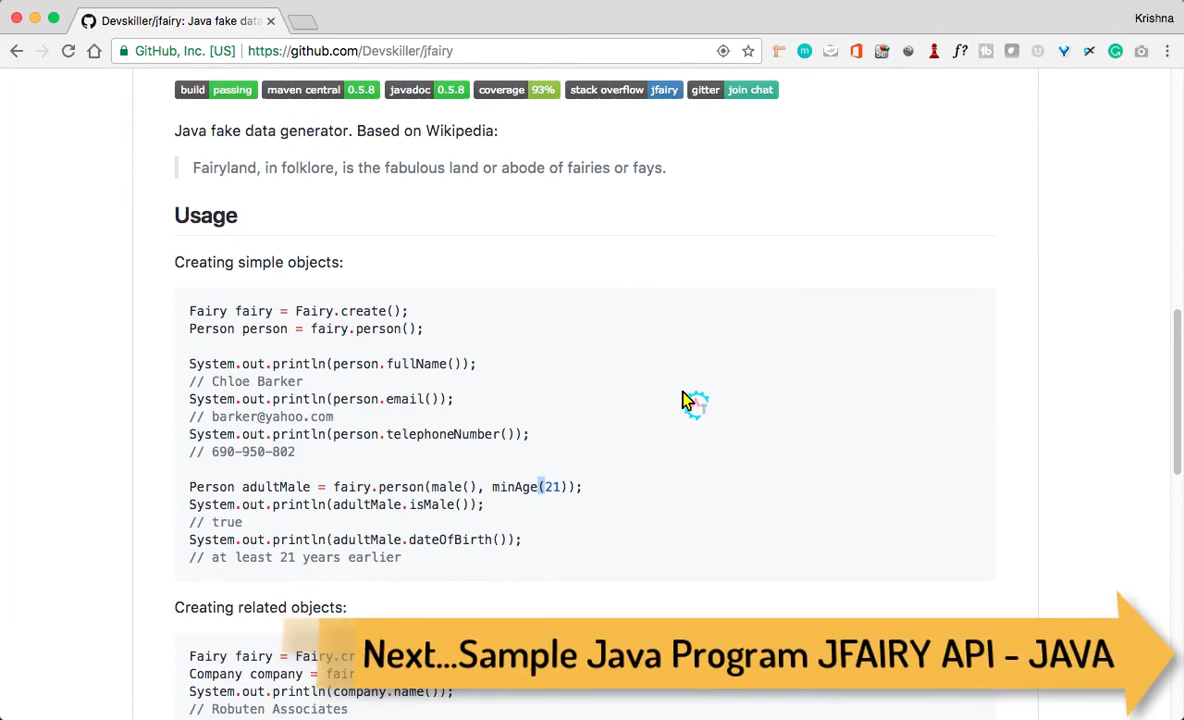 Devskiller/jfairy: Java fake data
Krishna
GitHub, Inc. [US] https://github.com/Devskiller/jfairy
build passing maven central 0.5.8 javadoc 0.5.8 coverage 93% stack overflow jfairy gitter join chat
Java fake data generator. Based on Wikipedia:
Fairyland, in folklore, is the fabulous land or abode of fairies or fays.
Usage
Creating simple objects:
Fairy fairy = Fairy.create();
Person person = fairy.person();
System.out.println(person.fullName());
// Chloe Barker
System.out.println(person.email());
// barker@yahoo.com
System.out.println(person.telephoneNumber());
// 690-950-802
Person adultMale = fairy.person(male(), minAge(21));
System.out.println(adultMale.isMale());
// true
System.out.println(adultMale.dateOfBirth());
// at least 21 years earlier
Creating related objects:
Next...Sample Java Program JFAIRY API - JAVA
Fairy fairy = Fairy.cr
Company company = fair
System.out.println(company.name());
// Robuten Associates